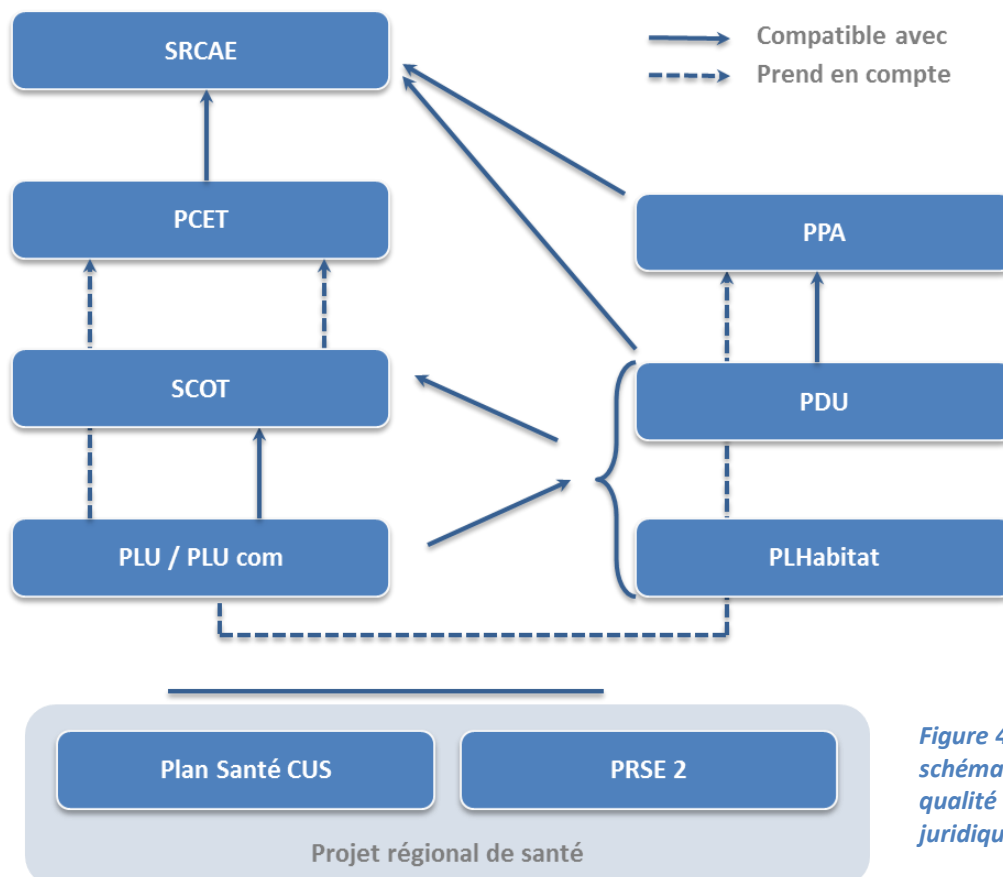 SRCAE
Compatible avec
Prend en compte
PCET
PPA
SCOT
PDU
PLU / PLU com
PLHabitat
Plan Santé CUS
PRSE 2
Projet régional de santé
Figure 4
schéma
qualité
juridiqu